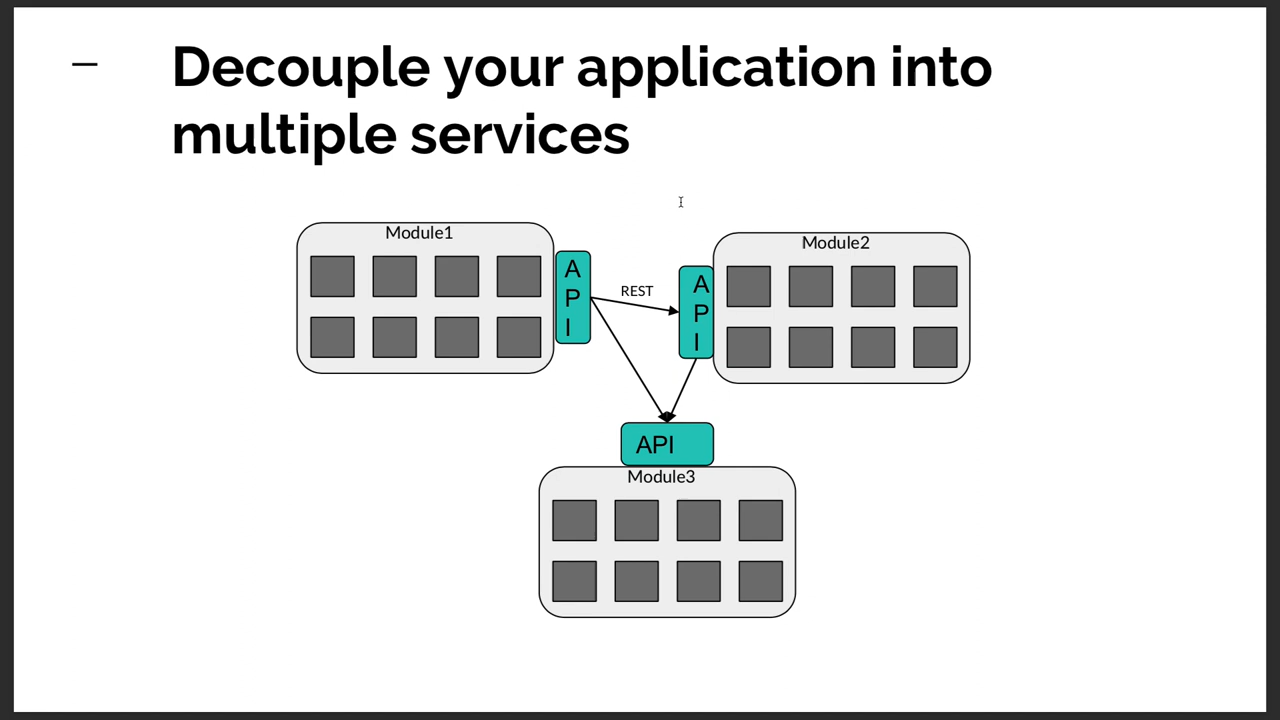 Decouple your application into
multiple services
Module1
Module2
A
P
I
REST
A
P
I
API
Module3